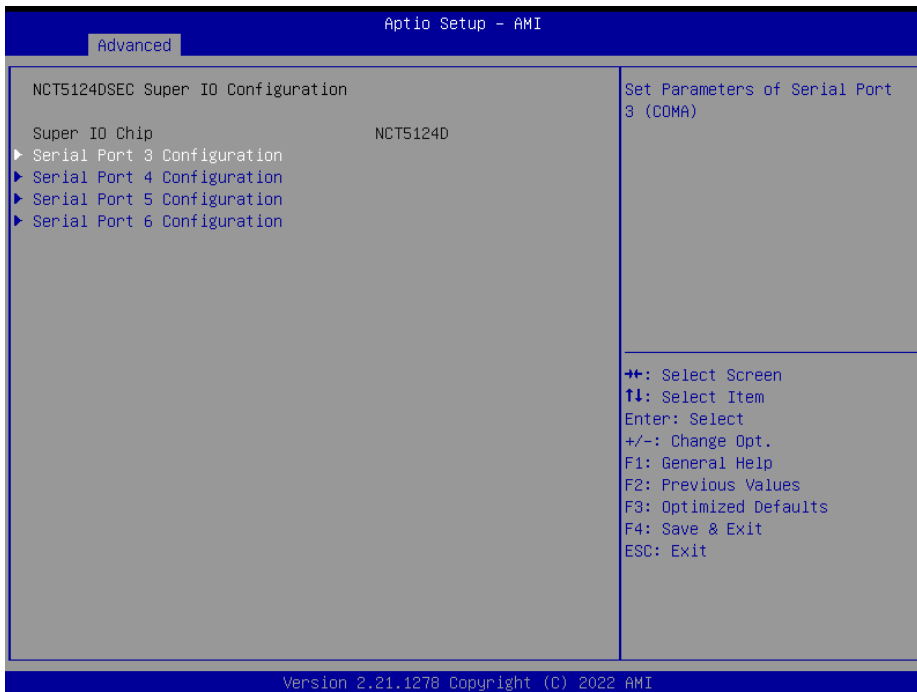 Aptio Setup – AMI
Advanced
NCT5124DSEC Super IO Configuration
Super IO Chip NCT5124D
▶ Serial Port 3 Configuration
▶ Serial Port 4 Configuration
▶ Serial Port 5 Configuration
▶ Serial Port 6 Configuration
Set Parameters of Serial Port
3 (COMA)
→←: Select Screen
↑↓: Select Item
Enter: Select
+/-: Change Opt.
F1: General Help
F2: Previous Values
F3: Optimized Defaults
F4: Save & Exit
ESC: Exit
Version 2.21.1278 Copyright (C) 2022 AMI